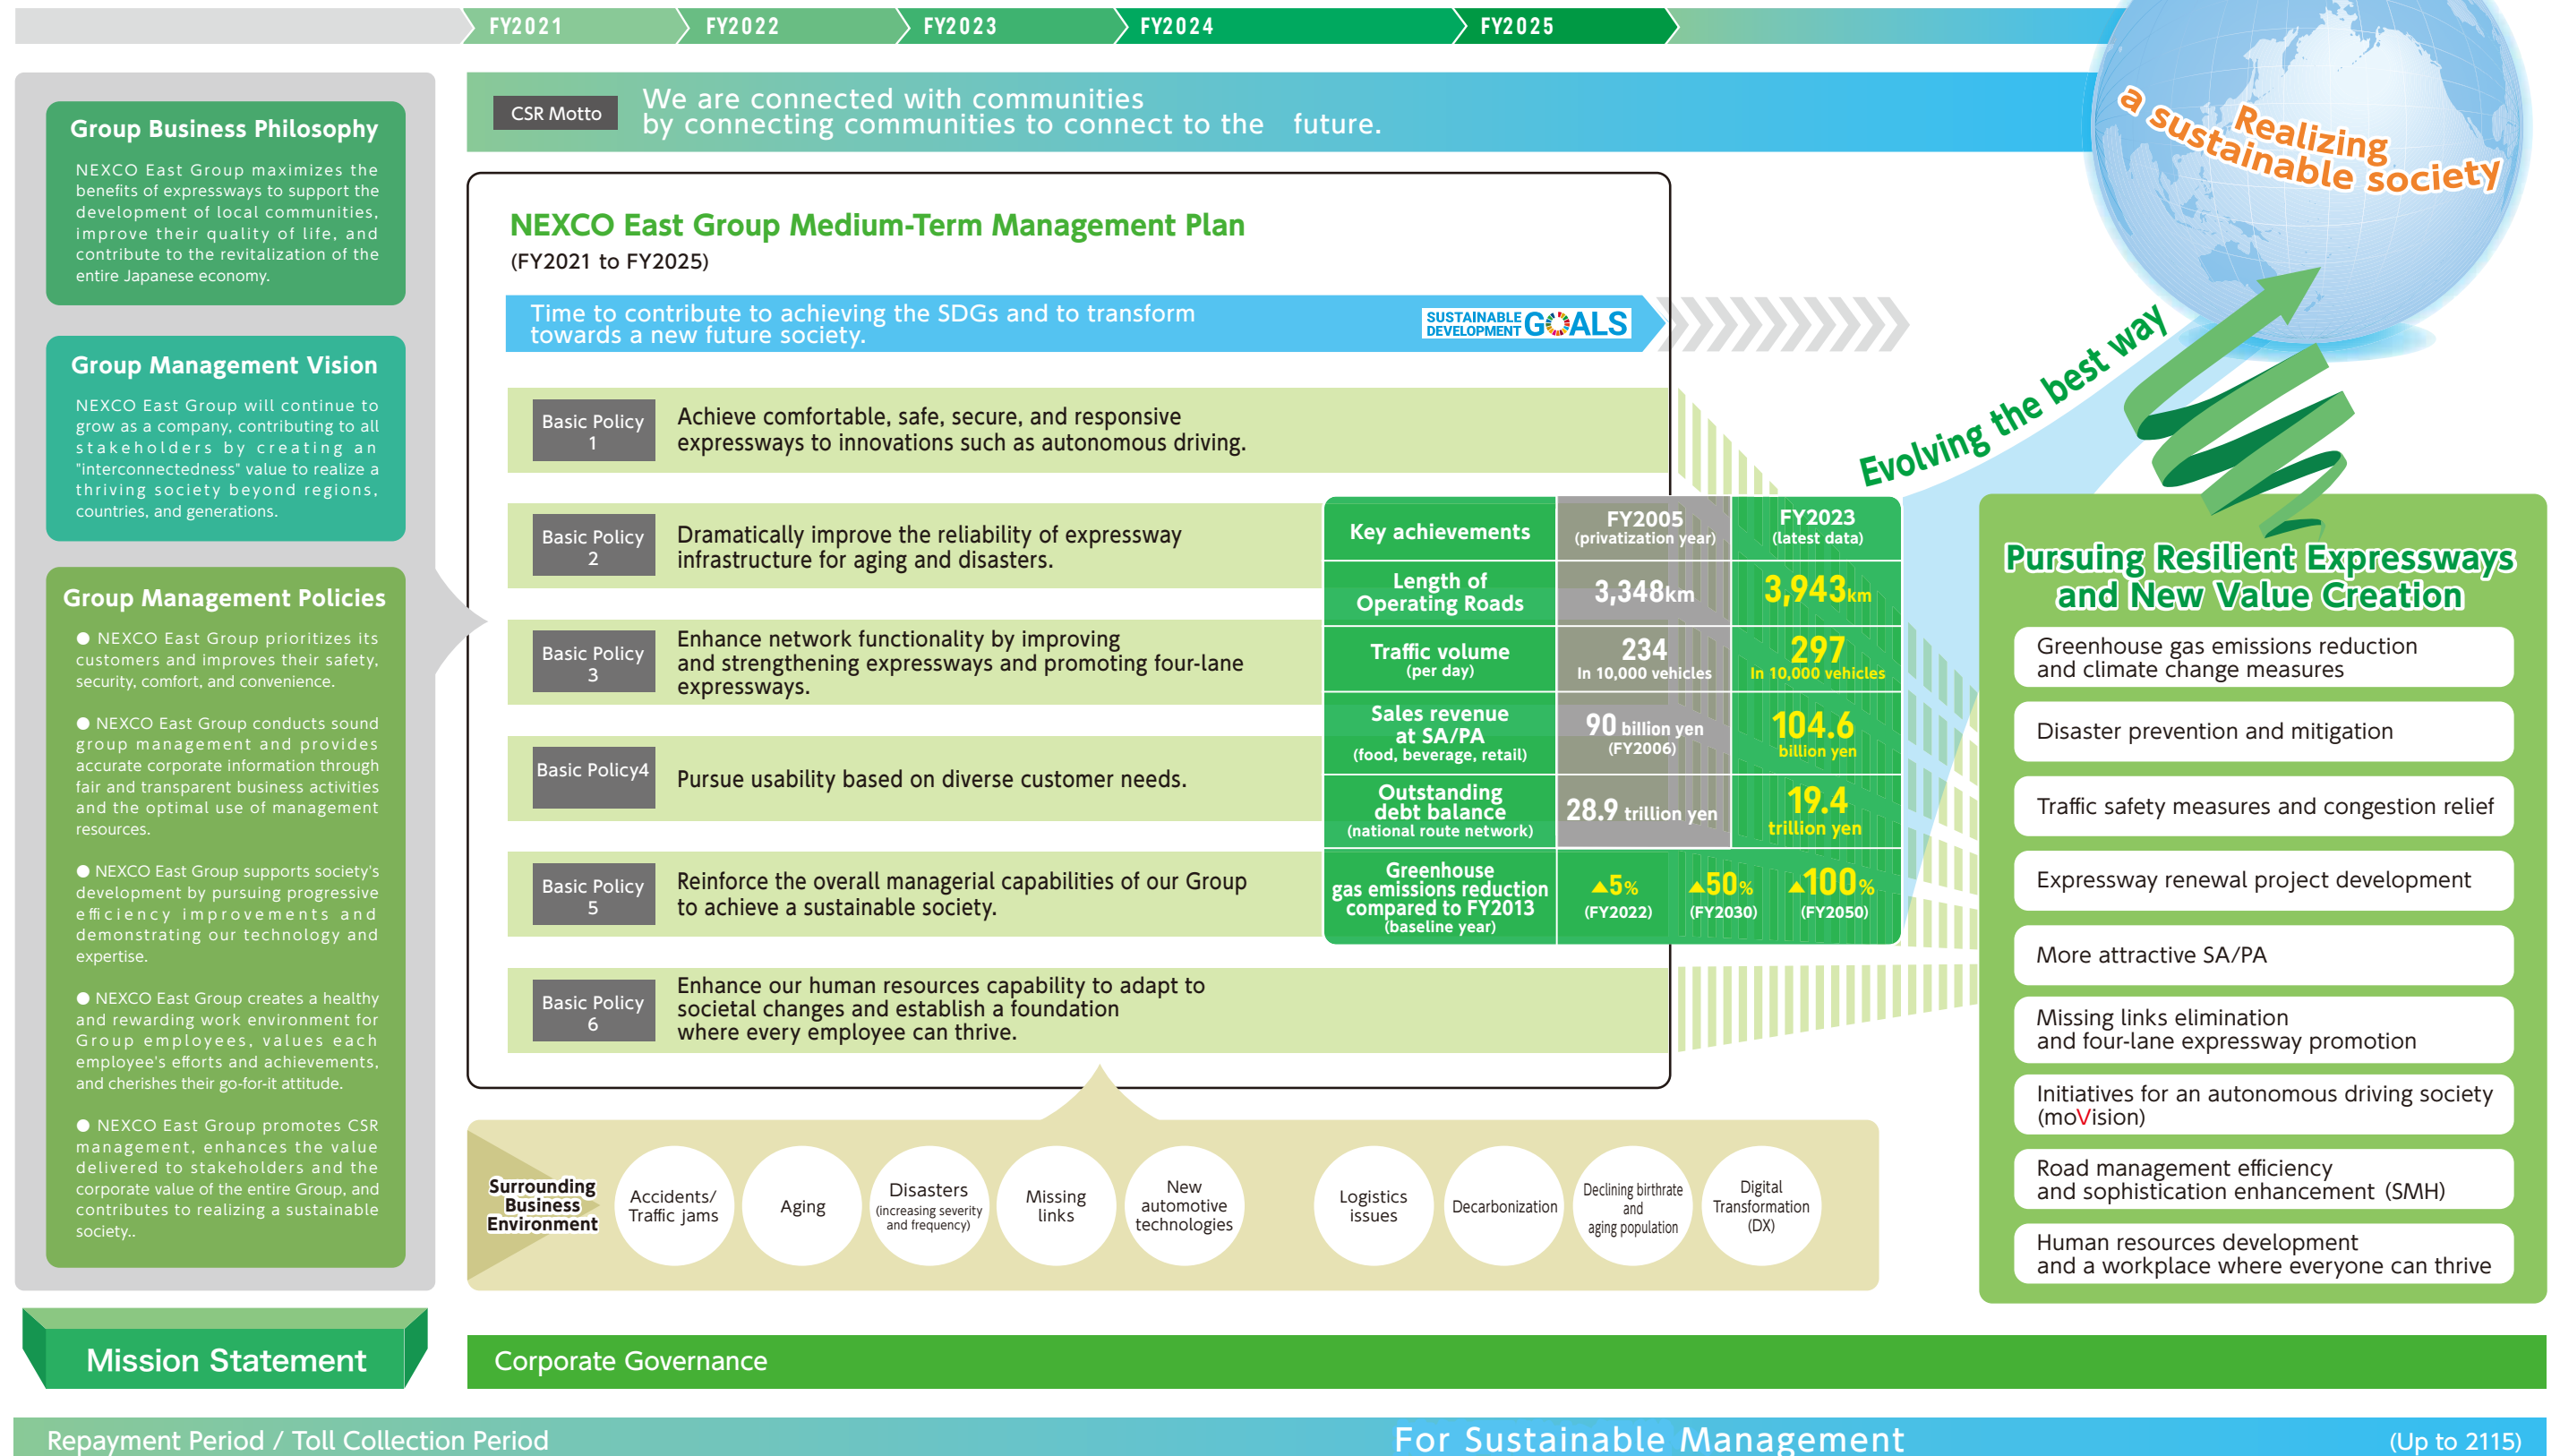 FY2021
FY2022
FY2023
FY2024
FY2025
Group Business Philosophy
NEXCO East Group maximizes the
benefits of expressways to support the
development of local communities,
improve their quality of life, and
contribute to the revitalization of the
entire Japanese economy.
Group Management Vision
NEXCO East Group will continue to
grow as a company, contributing to all
stakeholders by creating an
"interconnectedness" value to realize a
thriving society beyond regions,
countries, and generations.
Group Management Policies
● NEXCO East Group prioritizes its
customers and improves their safety,
security, comfort, and convenience.
● NEXCO East Group conducts sound
group management and provides
accurate corporate information through
fair and transparent business activities
and the optimal use of management
resources.
● NEXCO East Group supports society's
development by pursuing progressive
efficiency improvements and
demonstrating our technology and
expertise.
● NEXCO East Group creates a healthy
and rewarding work environment for
Group employees, values each
employee's efforts and achievements,
and cherishes their go-for-it attitude.
● NEXCO East Group promotes CSR
management, enhances the value
delivered to stakeholders and the
corporate value of the entire Group, and
contributes to realizing a sustainable
society..
Mission Statement
CSR Motto
We are connected with communities
by connecting communities to connect to the future.
Realizing
a sustainable society
NEXCO East Group Medium-Term Management Plan
(FY2021 to FY2025)
Time to contribute to achieving the SDGs and to transform
towards a new future society.
SUSTAINABLE
DEVELOPMENT GOALS
Basic Policy
1
Achieve comfortable, safe, secure, and responsive
expressways to innovations such as autonomous driving.
Basic Policy
2
Dramatically improve the reliability of expressway
infrastructure for aging and disasters.
Basic Policy
3
Enhance network functionality by improving
and strengthening expressways and promoting four-lane
expressways.
Basic Policy4
Pursue usability based on diverse customer needs.
Basic Policy
5
Reinforce the overall managerial capabilities of our Group
to achieve a sustainable society.
Basic Policy
6
Enhance our human resources capability to adapt to
societal changes and establish a foundation
where every employee can thrive.
Key achievements
FY2005
(privatization year)
FY2023
(latest data)
Length of
Operating Roads
3,348km
3,943km
Traffic volume
(per day)
234
In 10,000 vehicles
297
In 10,000 vehicles
Sales revenue
at SA/PA
(food, beverage, retail)
90 billion yen
(FY2006)
104.6
billion yen
Outstanding
debt balance
(national route network)
28.9 trillion yen
19.4
trillion yen
Greenhouse
gas emissions reduction
compared to FY2013
(baseline year)
▲5%
(FY2022)
▲50%
(FY2030)
▲100%
(FY2050)
Evolving the best way
Pursuing Resilient Expressways
and New Value Creation
Greenhouse gas emissions reduction
and climate change measures
Disaster prevention and mitigation
Traffic safety measures and congestion relief
Expressway renewal project development
More attractive SA/PA
Missing links elimination
and four-lane expressway promotion
Initiatives for an autonomous driving society
(moVision)
Road management efficiency
and sophistication enhancement (SMH)
Human resources development
and a workplace where everyone can thrive
Surrounding
Business
Environment
Accidents/
Traffic jams
Aging
Disasters
(increasing severity
and frequency)
Missing
links
New
automotive
technologies
Logistics
issues
Decarbonization
Declining birthrate
and
aging population
Digital
Transformation
(DX)
Corporate Governance
Repayment Period / Toll Collection Period
For Sustainable Management
(Up to 2115)